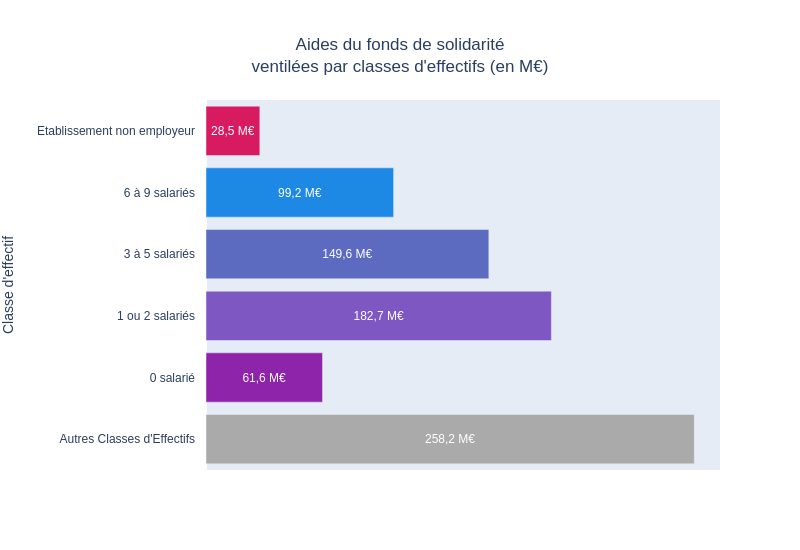 Aides du fonds de solidarité
ventilées par classes d'effectifs (en M€)
Classe d'effectif
Etablissement non employeur
28,5 M€
6 à 9 salariés
99,2 M€
3 à 5 salariés
149,6 M€
1 ou 2 salariés
182,7 M€
0 salarié
61,6 M€
Autres Classes d'Effectifs
258,2 M€